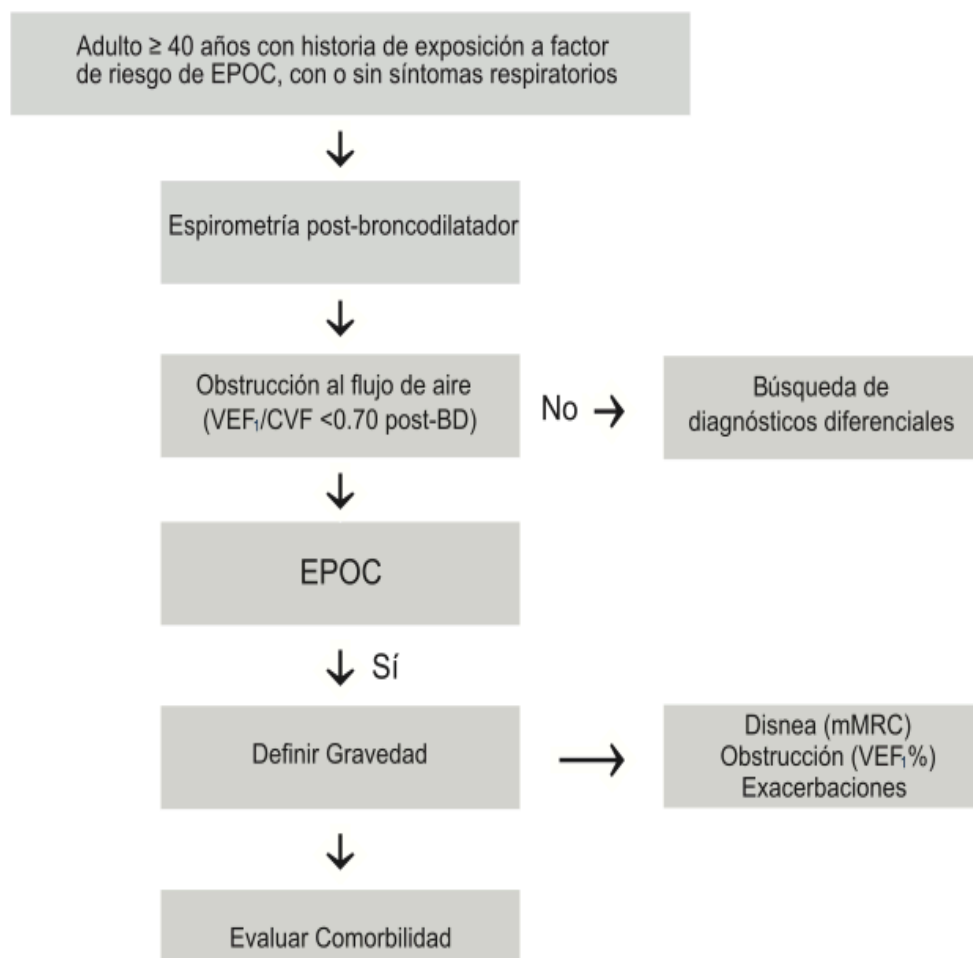 Adulto ≥ 40 años con historia de exposición a factor
de riesgo de EPOC, con o sin síntomas respiratorios
Espirometría post-broncodilatador
Obstrucción al flujo de aire
(VEF₁/CVF <0.70 post-BD)
No
Búsqueda de
diagnósticos diferenciales
EPOC
Sí
Definir Gravedad
Disnea (mMRC)
Obstrucción (VEF₁%)
Exacerbaciones
Evaluar Comorbilidad